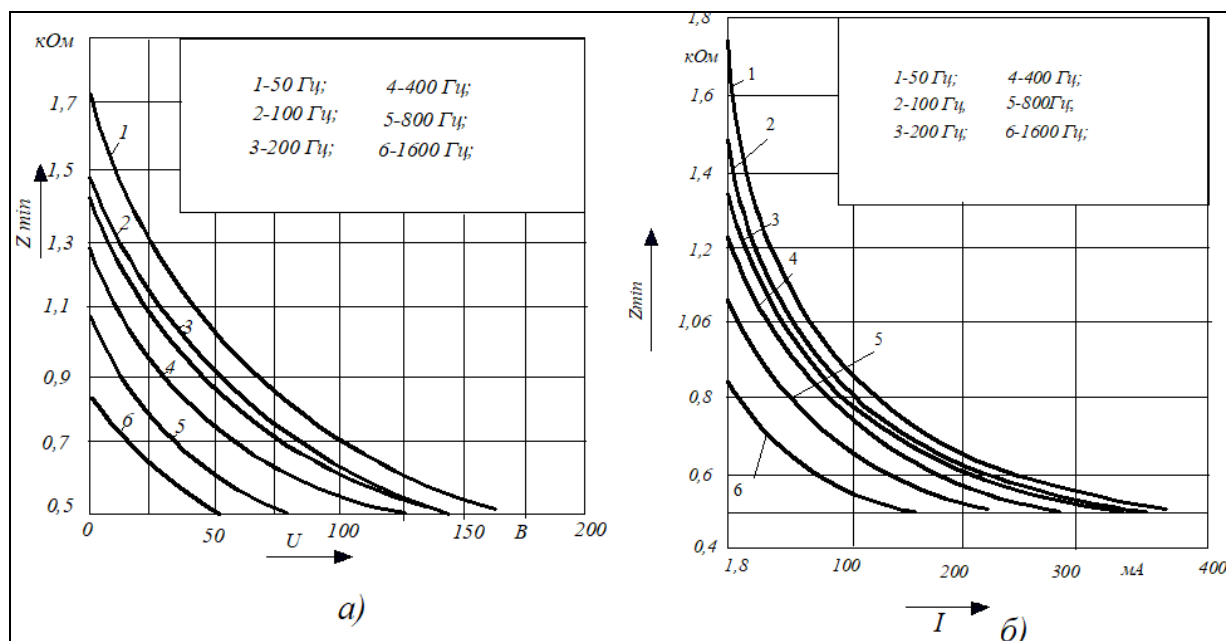 кОм
1-50 Гц; 4-400 Гц;
2-100 Гц; 5-800 Гц;
3-200 Гц; 6-1600 Гц;
1,7
1,5
1,3
1,1
0,9
0,7
0,5
Z min
1
2
3
4
5
6
0 50 100 150 В 200
U
а)
1,8
кОм
1-50 Гц; 4-400 Гц;
2-100 Гц, 5-800Гц,
3-200 Гц; 6-1600 Гц;
1,6
1,4
1,2
1,06
0,8
0,6
0,4
Zmin
1
2
3
4
5
6
1,8 100 200 300 мА 400
I
б)